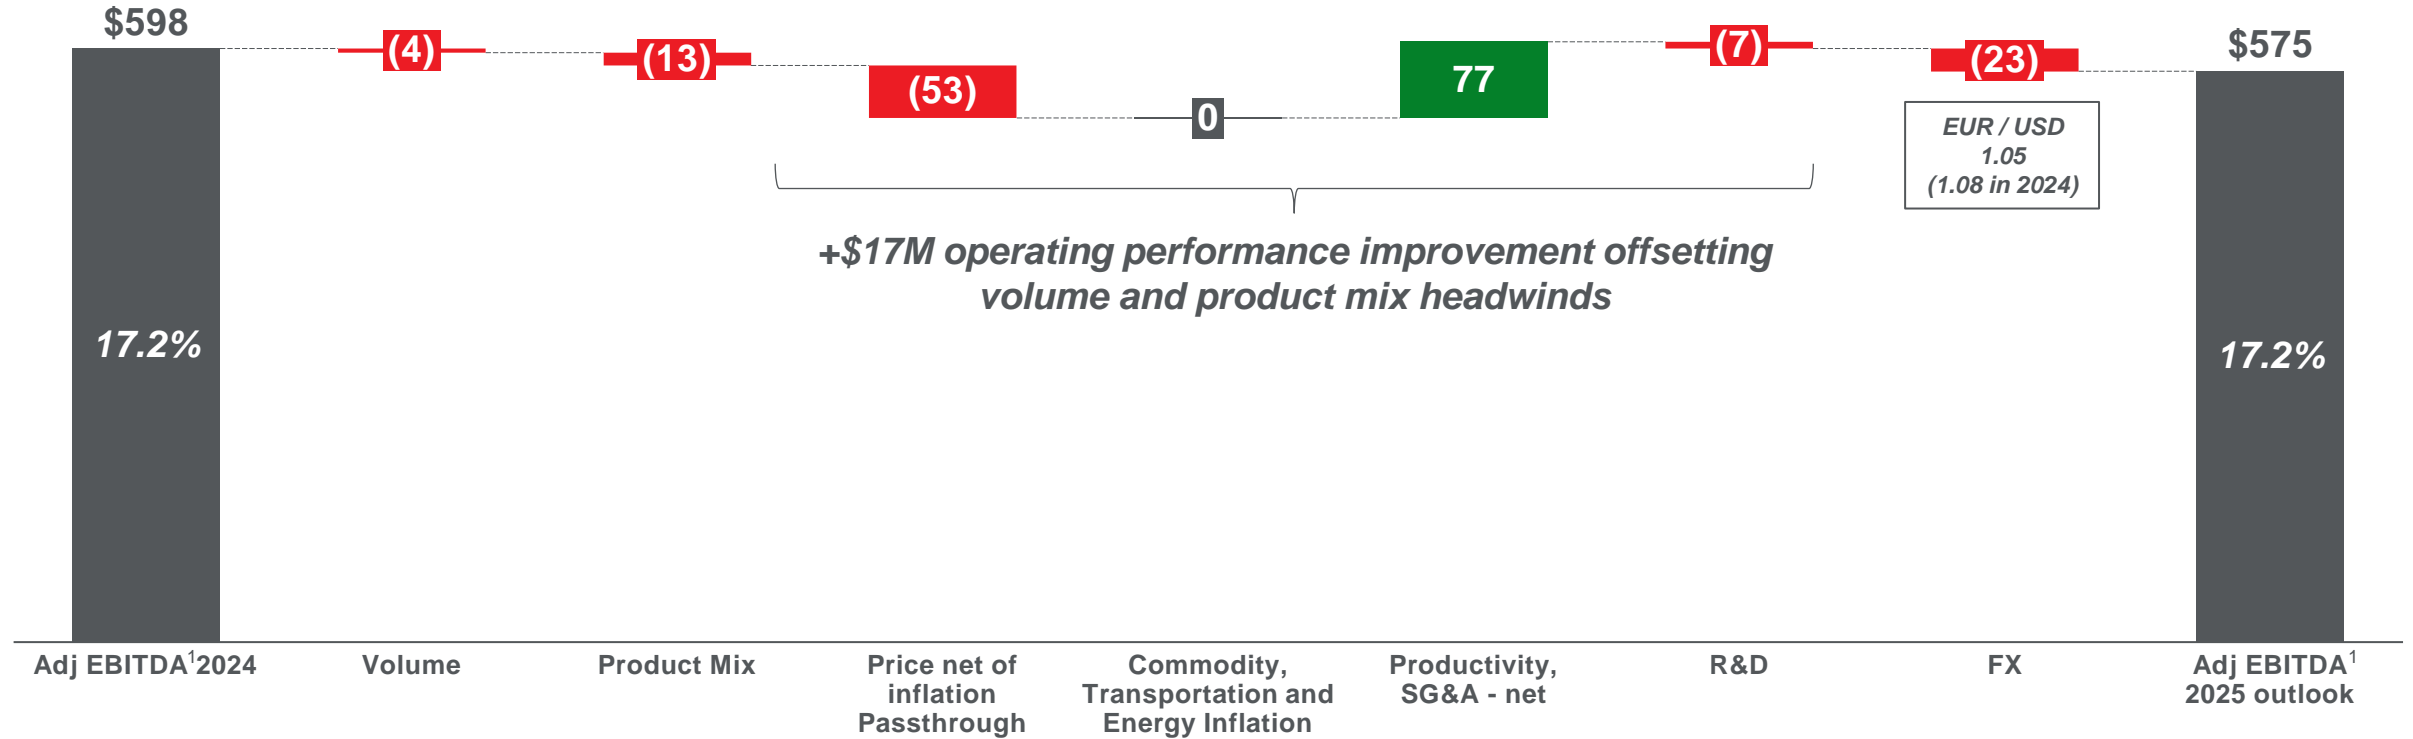 $598
(4)
(13)
(53)
0
77
(7)
(23)
$575
EUR / USD
1.05
(1.08 in 2024)
+$17M operating performance improvement offsetting
volume and product mix headwinds
17.2%
17.2%
Adj EBITDA¹2024
Volume
Product Mix
Price net of
inflation
Passthrough
Commodity,
Transportation and
Energy Inflation
Productivity,
SG&A - net
R&D
FX
Adj EBITDA¹
2025 outlook